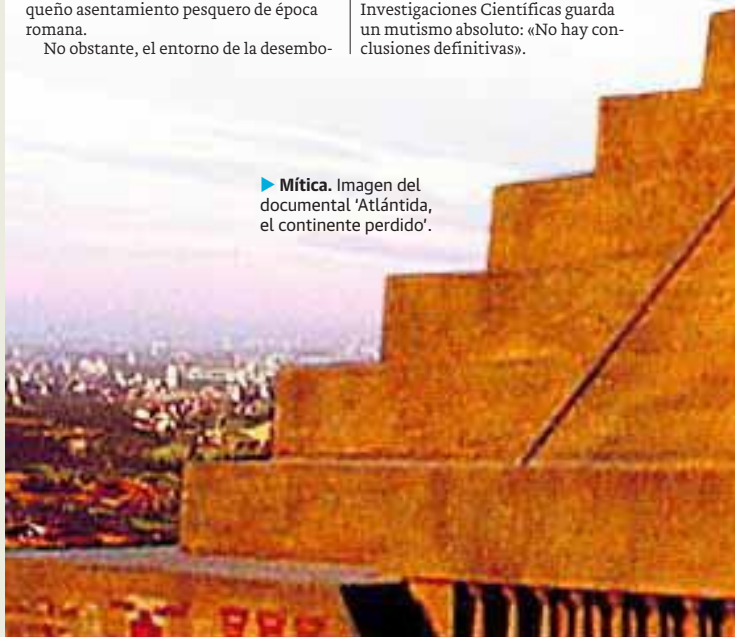 queño asentamiento pesquero de época
romana.
No obstante, el entorno de la desembo-
Investigaciones Científicas guarda
un mutismo absoluto: «No hay con-
clusiones definitivas».
▶ Mítica. Imagen del
documental 'Atlántida,
el continente perdido'.